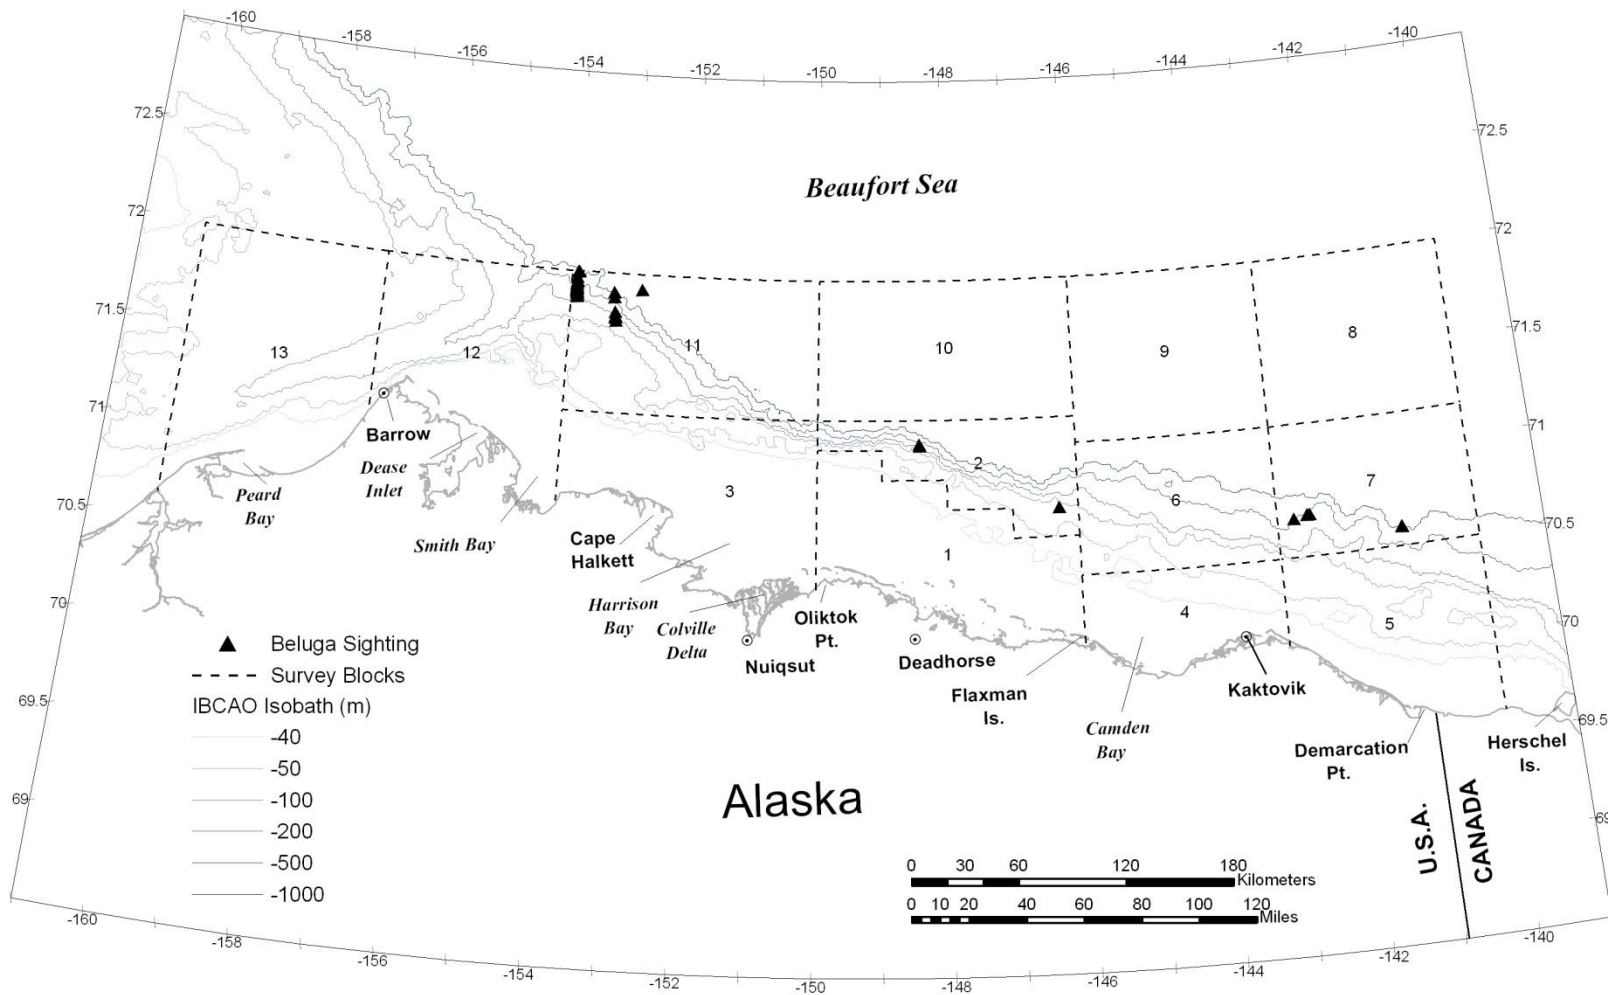 -160
-158
-156
-154
-152
-150
-148
-146
-144
-142
-140
72.5
72.5
72
72
71.5
71.5
71
71
70.5
70.5
70
70
69.5
69.5
69
69
Beaufort Sea
13
12
11
10
9
8
7
6
2
3
1
4
5
Barrow
Dease
Inlet
Peard
Bay
Smith Bay
Cape
Halkett
Harrison
Bay
Colville
Delta
Nuiqsut
Oliktok
Pt.
Deadhorse
Flaxman
Is.
Camden
Bay
Kaktovik
Demarcation
Pt.
Herschel
Is.
Alaska
U.S.A.
CANADA
Beluga Sighting
Survey Blocks
IBCAO Isobath (m)
-40
-50
-100
-200
-500
-1000
0 30 60 120 180
Kilometers
0 10 20 40 60 80 100 120
Miles
-160
-158
-156
-154
-152
-150
-148
-146
-144
-142
-140